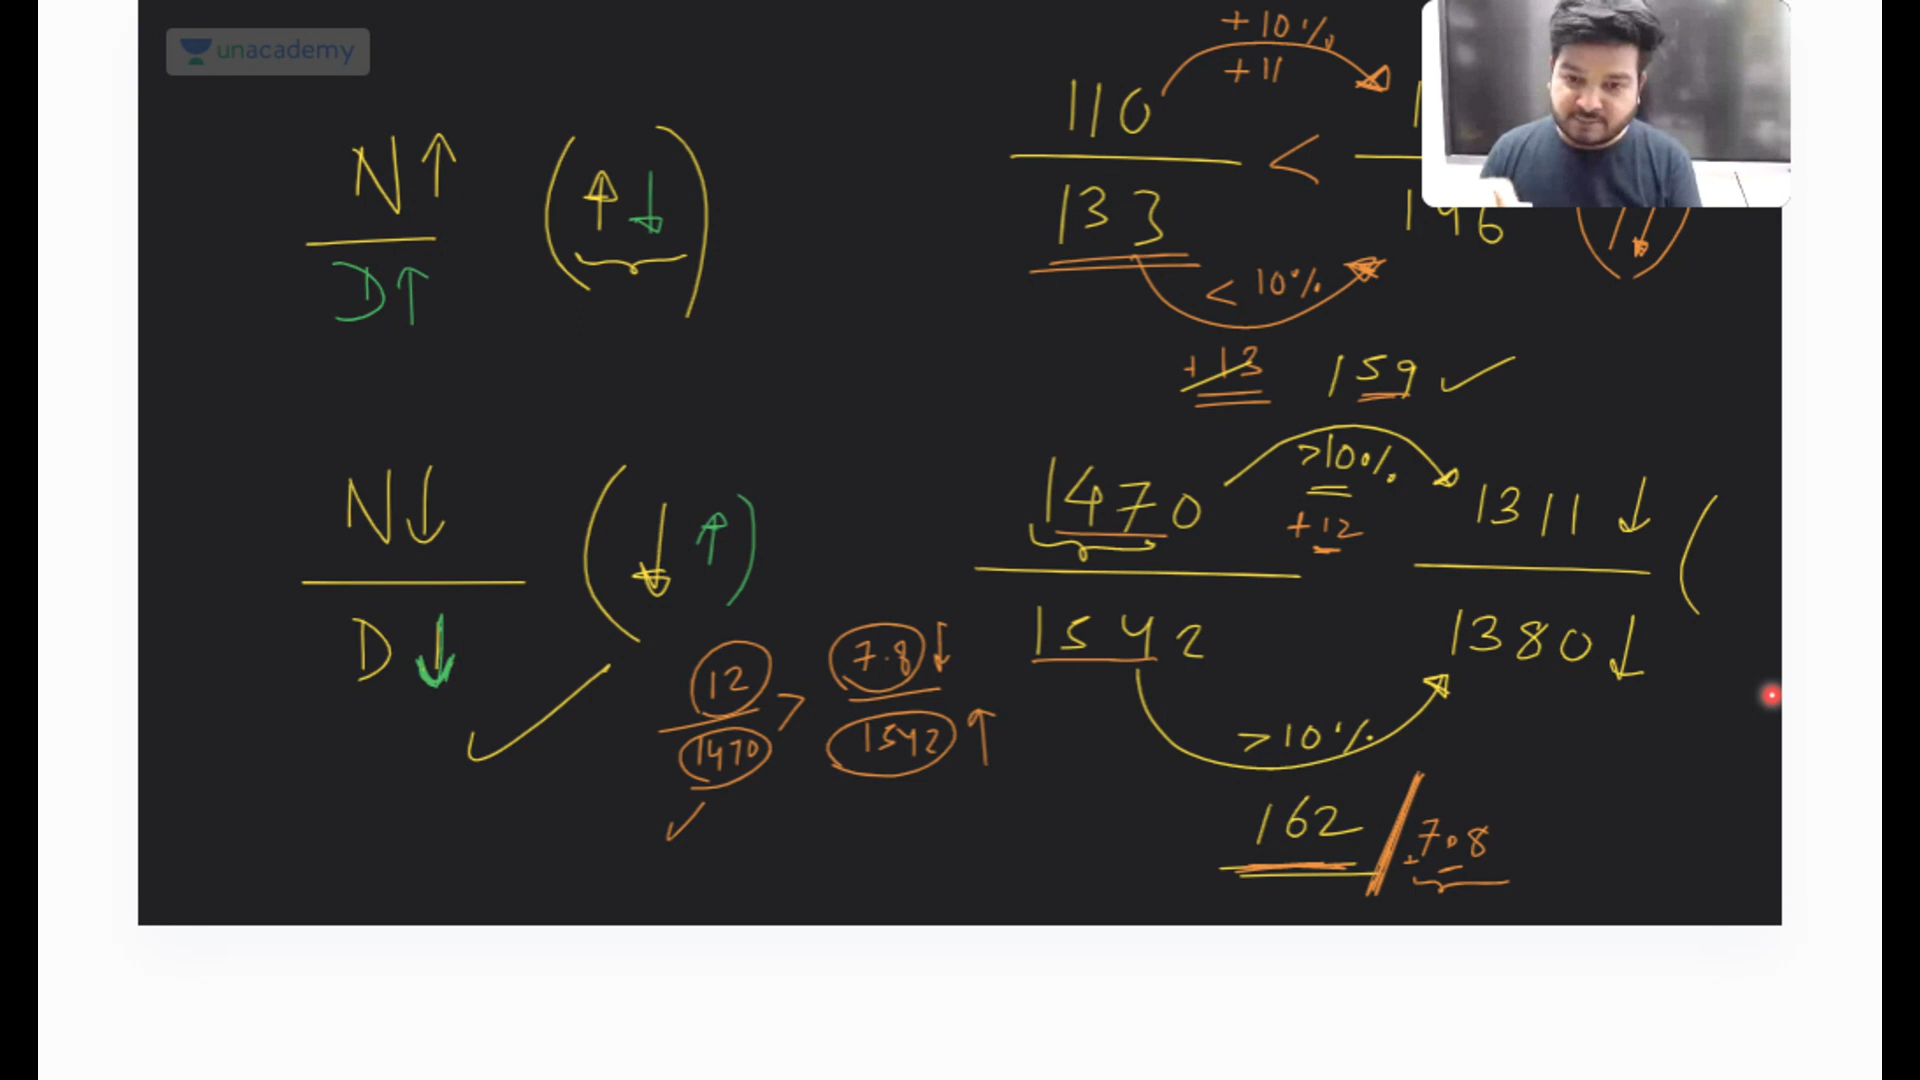 unacademy
N↑ (↑↓)
D↑
+10%
+11
110 <
133 196
< 10%
+13 159 ✓
N↓ (↓↑)
D↓
>10%
+12
1470 1311↓ (
1542 1380↓
>10%
162 / 7.8
12 > 7.8↓
1470 1542↑